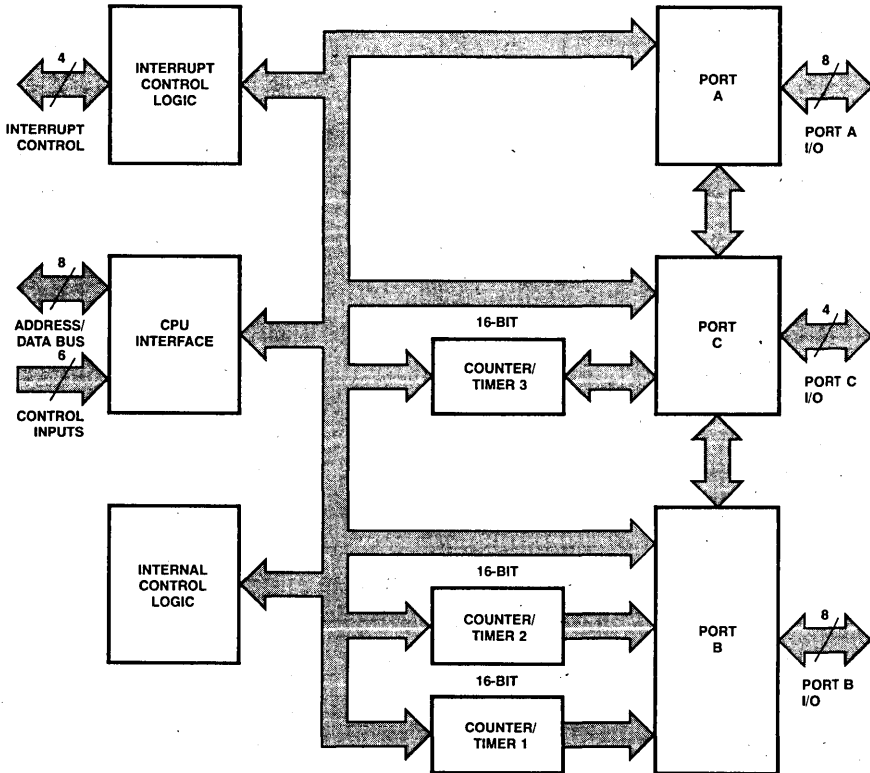 4
INTERRUPT
CONTROL
INTERRUPT
CONTROL
LOGIC
PORT
A
8
PORT A
I/O
8
ADDRESS/
DATA BUS
6
CONTROL
INPUTS
CPU
INTERFACE
16-BIT
COUNTER/
TIMER 3
PORT
C
4
PORT C
I/O
INTERNAL
CONTROL
LOGIC
16-BIT
COUNTER/
TIMER 2
16-BIT
COUNTER/
TIMER 1
PORT
B
8
PORT B
I/O